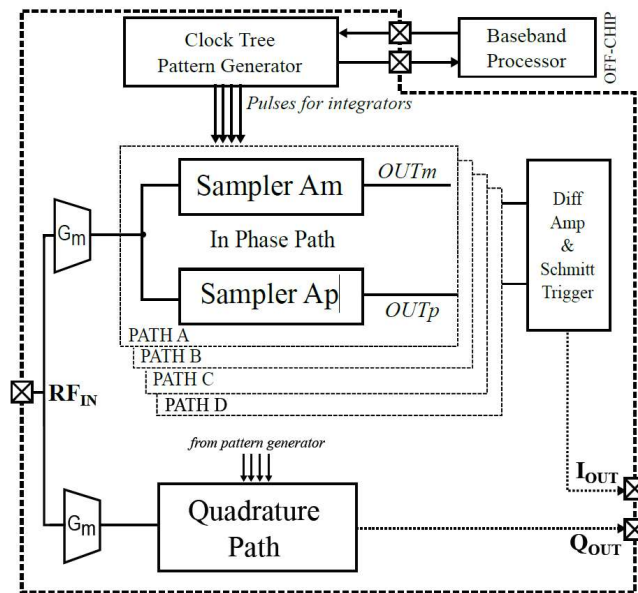 Clock Tree
Pattern Generator
Baseband
Processor
OFF-CHIP
Pulses for integrators
Sampler Am
OUTm
In Phase Path
Sampler Ap
OUTp
PATH A
PATH B
PATH C
PATH D
Diff
Amp
&
Schmitt
Trigger
Gm
RFIN
from pattern generator
Gm
Quadrature
Path
IOUT
QOUT